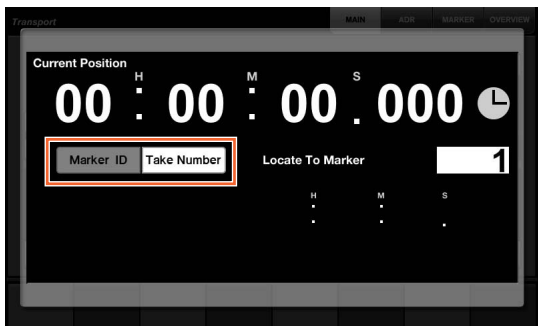 Transport
MAIN ADR MARKER OVERVIEW
Current Position
H M S
00 : 00 : 00 . 000
Marker ID Take Number Locate To Marker 1
H M S
: : .